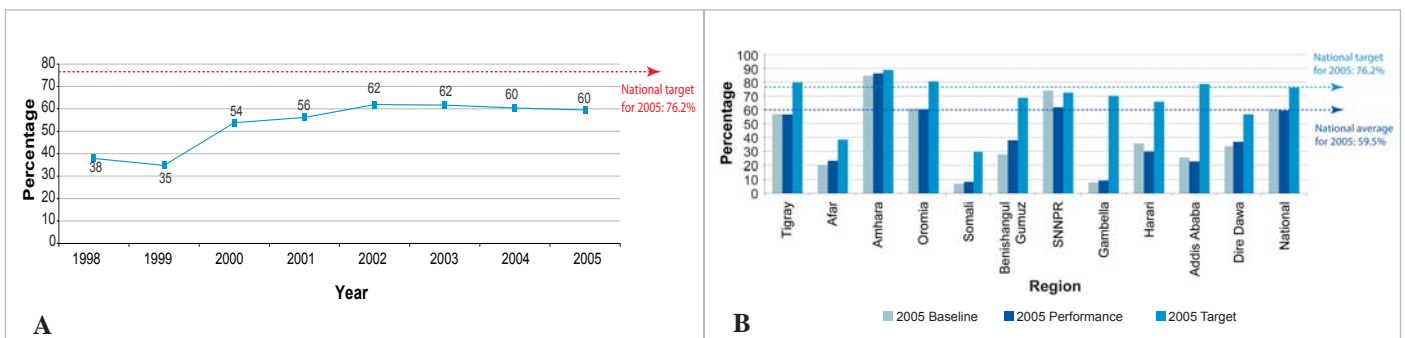 Percentage
80
70
60
50
40
30
20
10
0
38
35
54
56
62
62
60
60
National target
for 2005: 76.2%
1998
1999
2000
2001
2002
2003
2004
2005
Year
A
Percentage
100
90
80
70
60
50
40
30
20
10
0
National target
for 2005: 76.2%
National average
for 2005: 59.5%
Tigray
Afar
Amhara
Oromia
Somali
Benishangul
Gumuz
SNNPR
Gambella
Harari
Addis Ababa
Dire Dawa
National
Region
2005 Baseline
2005 Performance
2005 Target
B